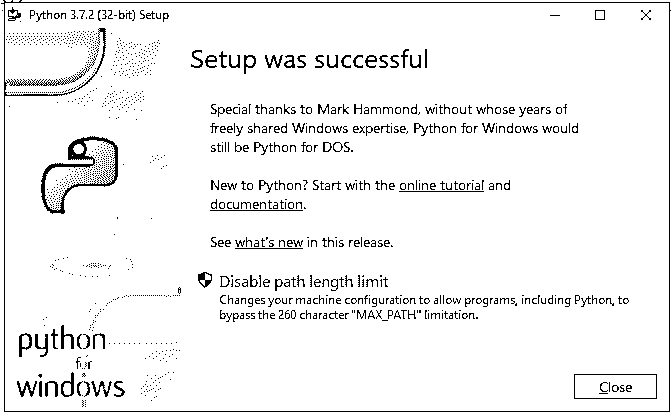 Python 3.7.2 (32-bit) Setup
Setup was successful
Special thanks to Mark Hammond, without whose years of
freely shared Windows expertise, Python for Windows would
still be Python for DOS.
New to Python? Start with the online tutorial and
documentation.
See what's new in this release.
Disable path length limit
Changes your machine configuration to allow programs, including Python, to
bypass the 260 character "MAX_PATH" limitation.
python
for
windows
Close